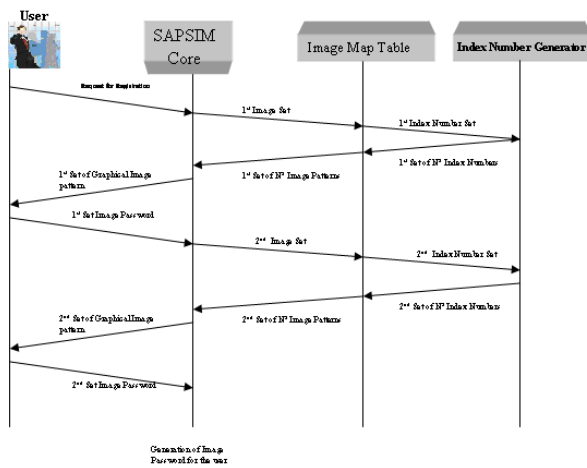 User
SAPSIM
Core
Image Map Table
Index Number Generator
Request for Registration
1st Image Set
1st Index Number Set
1st Set of N² Index Numbers
1st Set of N² Image Patterns
1st Set of Graphical Image
pattern
1st Set Image Password
2nd Image Set
2nd Index Number Set
2nd Set of N² Index Numbers
2nd Set of N² Image Patterns
2nd Set of Graphical Image
pattern
2nd Set Image Password
Generation of Image
Password for the user